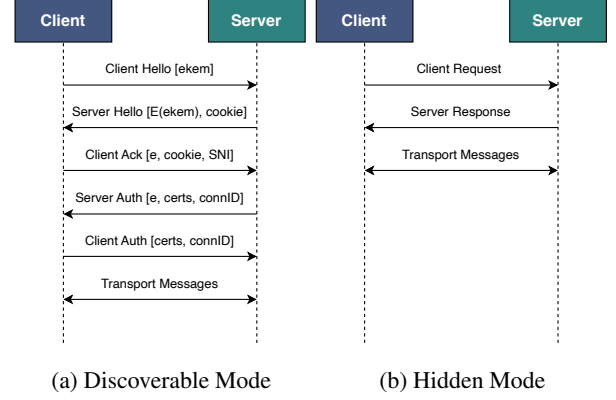 Client Server
Client Hello [ekem]
Server Hello [E(ekem), cookie]
Client Ack [e, cookie, SNI]
Server Auth [e, certs, connID]
Client Auth [certs, connID]
Transport Messages
(a) Discoverable Mode
Client Server
Client Request
Server Response
Transport Messages
(b) Hidden Mode